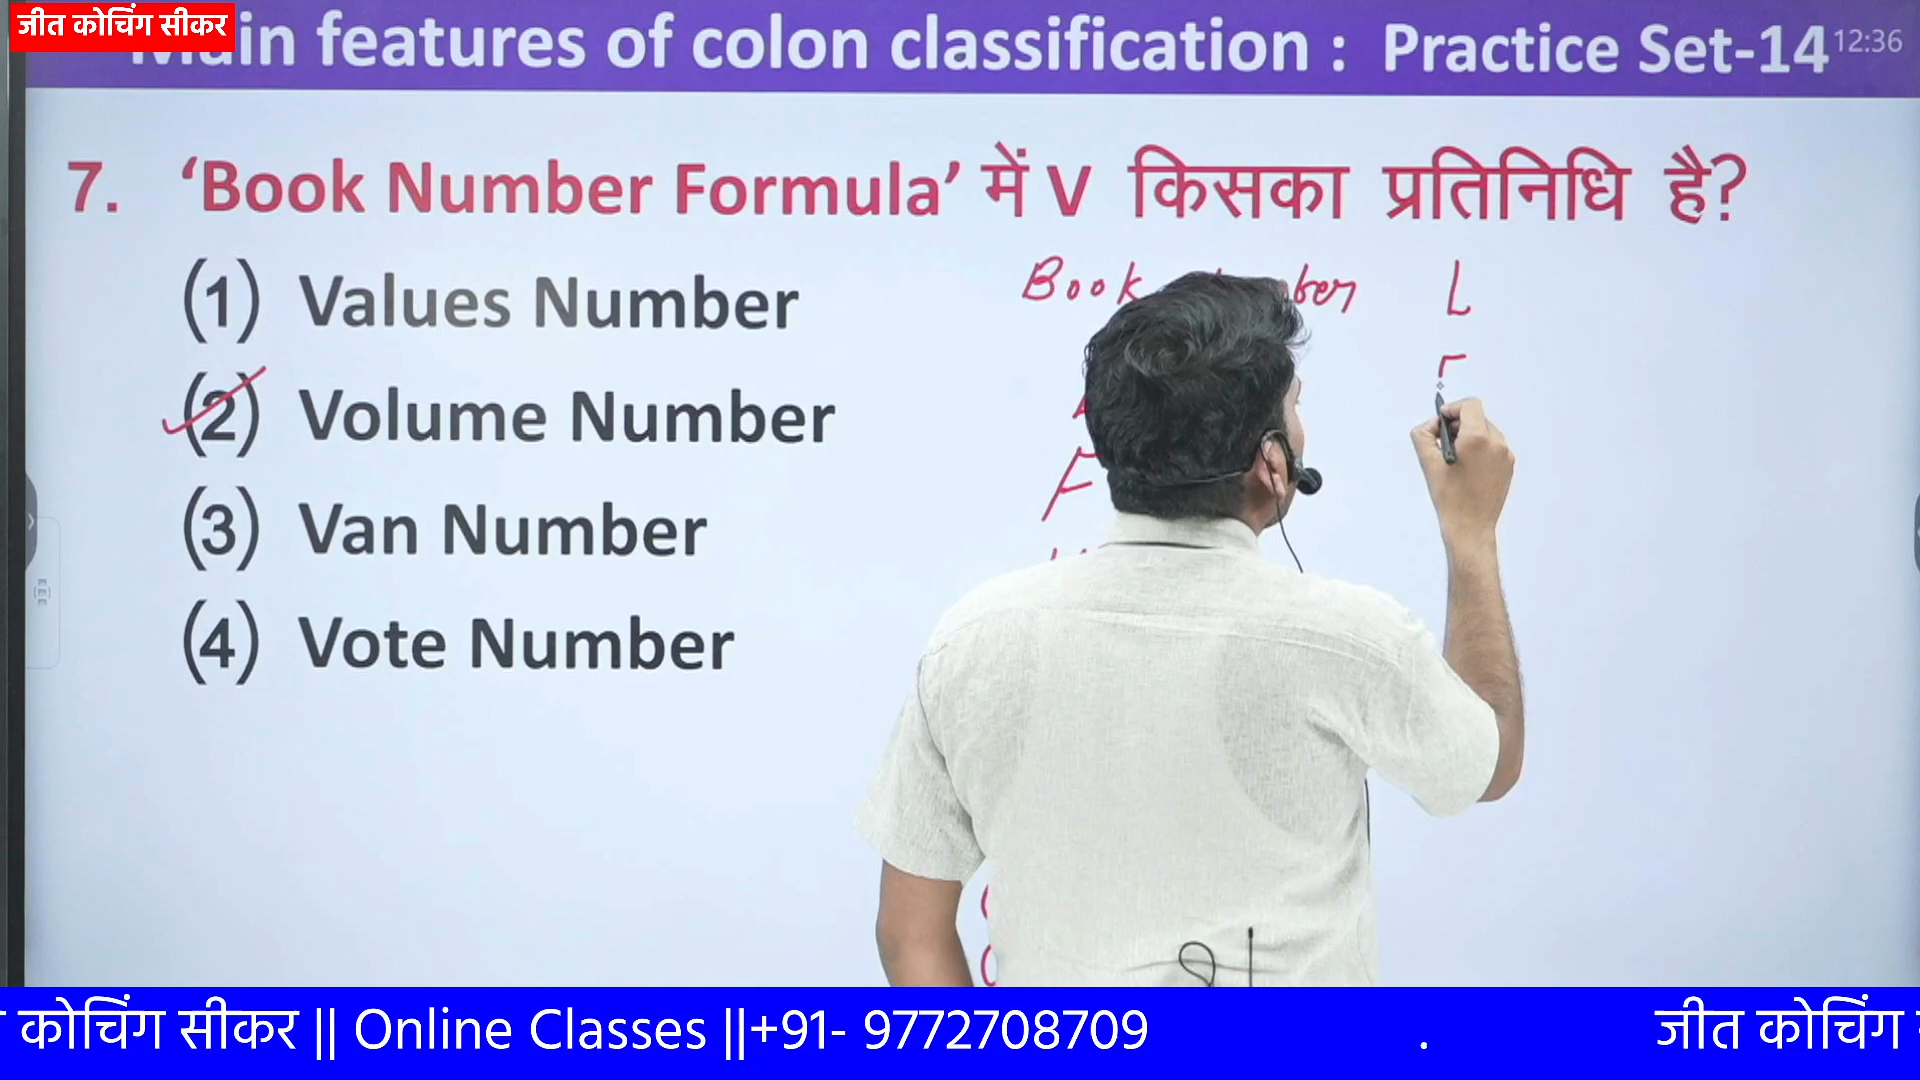 जीत कोचिंग सीकर
Main features of colon classification : Practice Set-14
12:36
7. ‘Book Number Formula’ में V किसका प्रतिनिधि है?
(1) Values Number
(2) Volume Number
(3) Van Number
(4) Vote Number
Book L
F
कोचिंग सीकर || Online Classes ||+91- 9772708709 . जीत कोचिंग